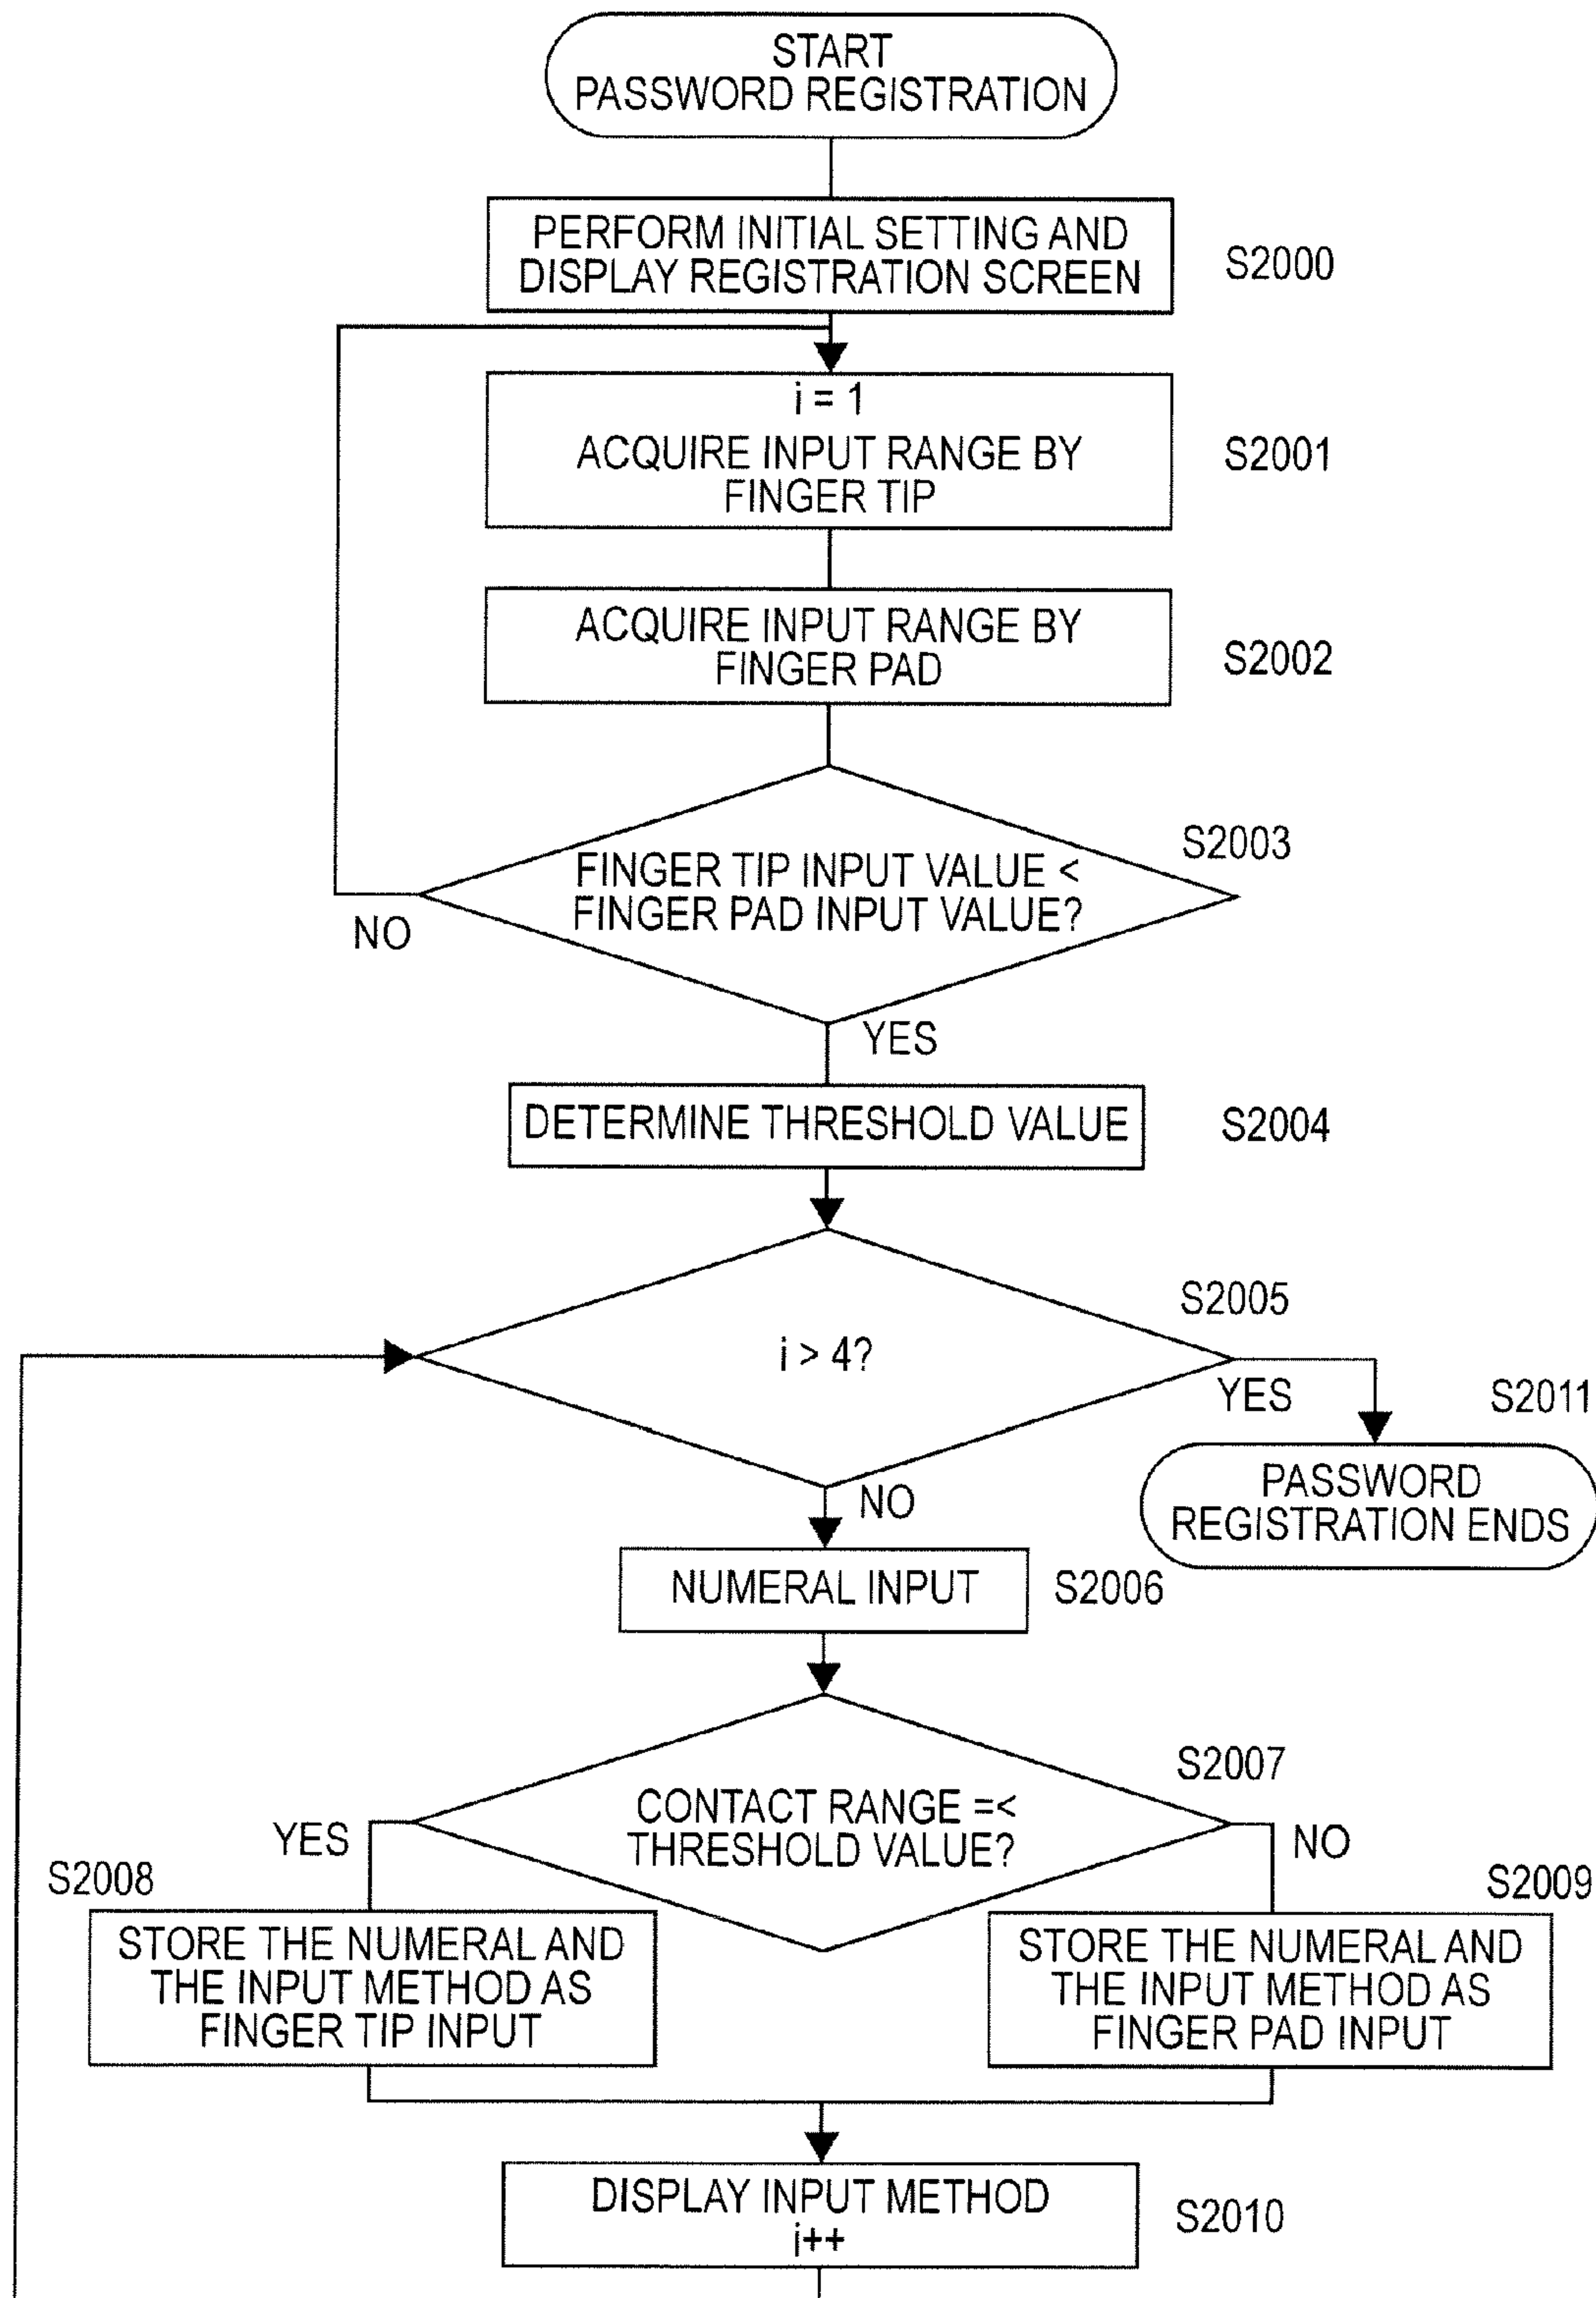 START
PASSWORD REGISTRATION
PERFORM INITIAL SETTING AND
DISPLAY REGISTRATION SCREEN
S2000
i = 1
ACQUIRE INPUT RANGE BY
FINGER TIP
S2001
ACQUIRE INPUT RANGE BY
FINGER PAD
S2002
S2003
FINGER TIP INPUT VALUE <
FINGER PAD INPUT VALUE?
NO
YES
DETERMINE THRESHOLD VALUE
S2004
S2005
i > 4?
YES
S2011
PASSWORD
REGISTRATION ENDS
NO
NUMERAL INPUT
S2006
S2007
CONTACT RANGE =<
THRESHOLD VALUE?
YES
NO
S2008
S2009
STORE THE NUMERAL AND
THE INPUT METHOD AS
FINGER TIP INPUT
STORE THE NUMERAL AND
THE INPUT METHOD AS
FINGER PAD INPUT
DISPLAY INPUT METHOD
i++
S2010